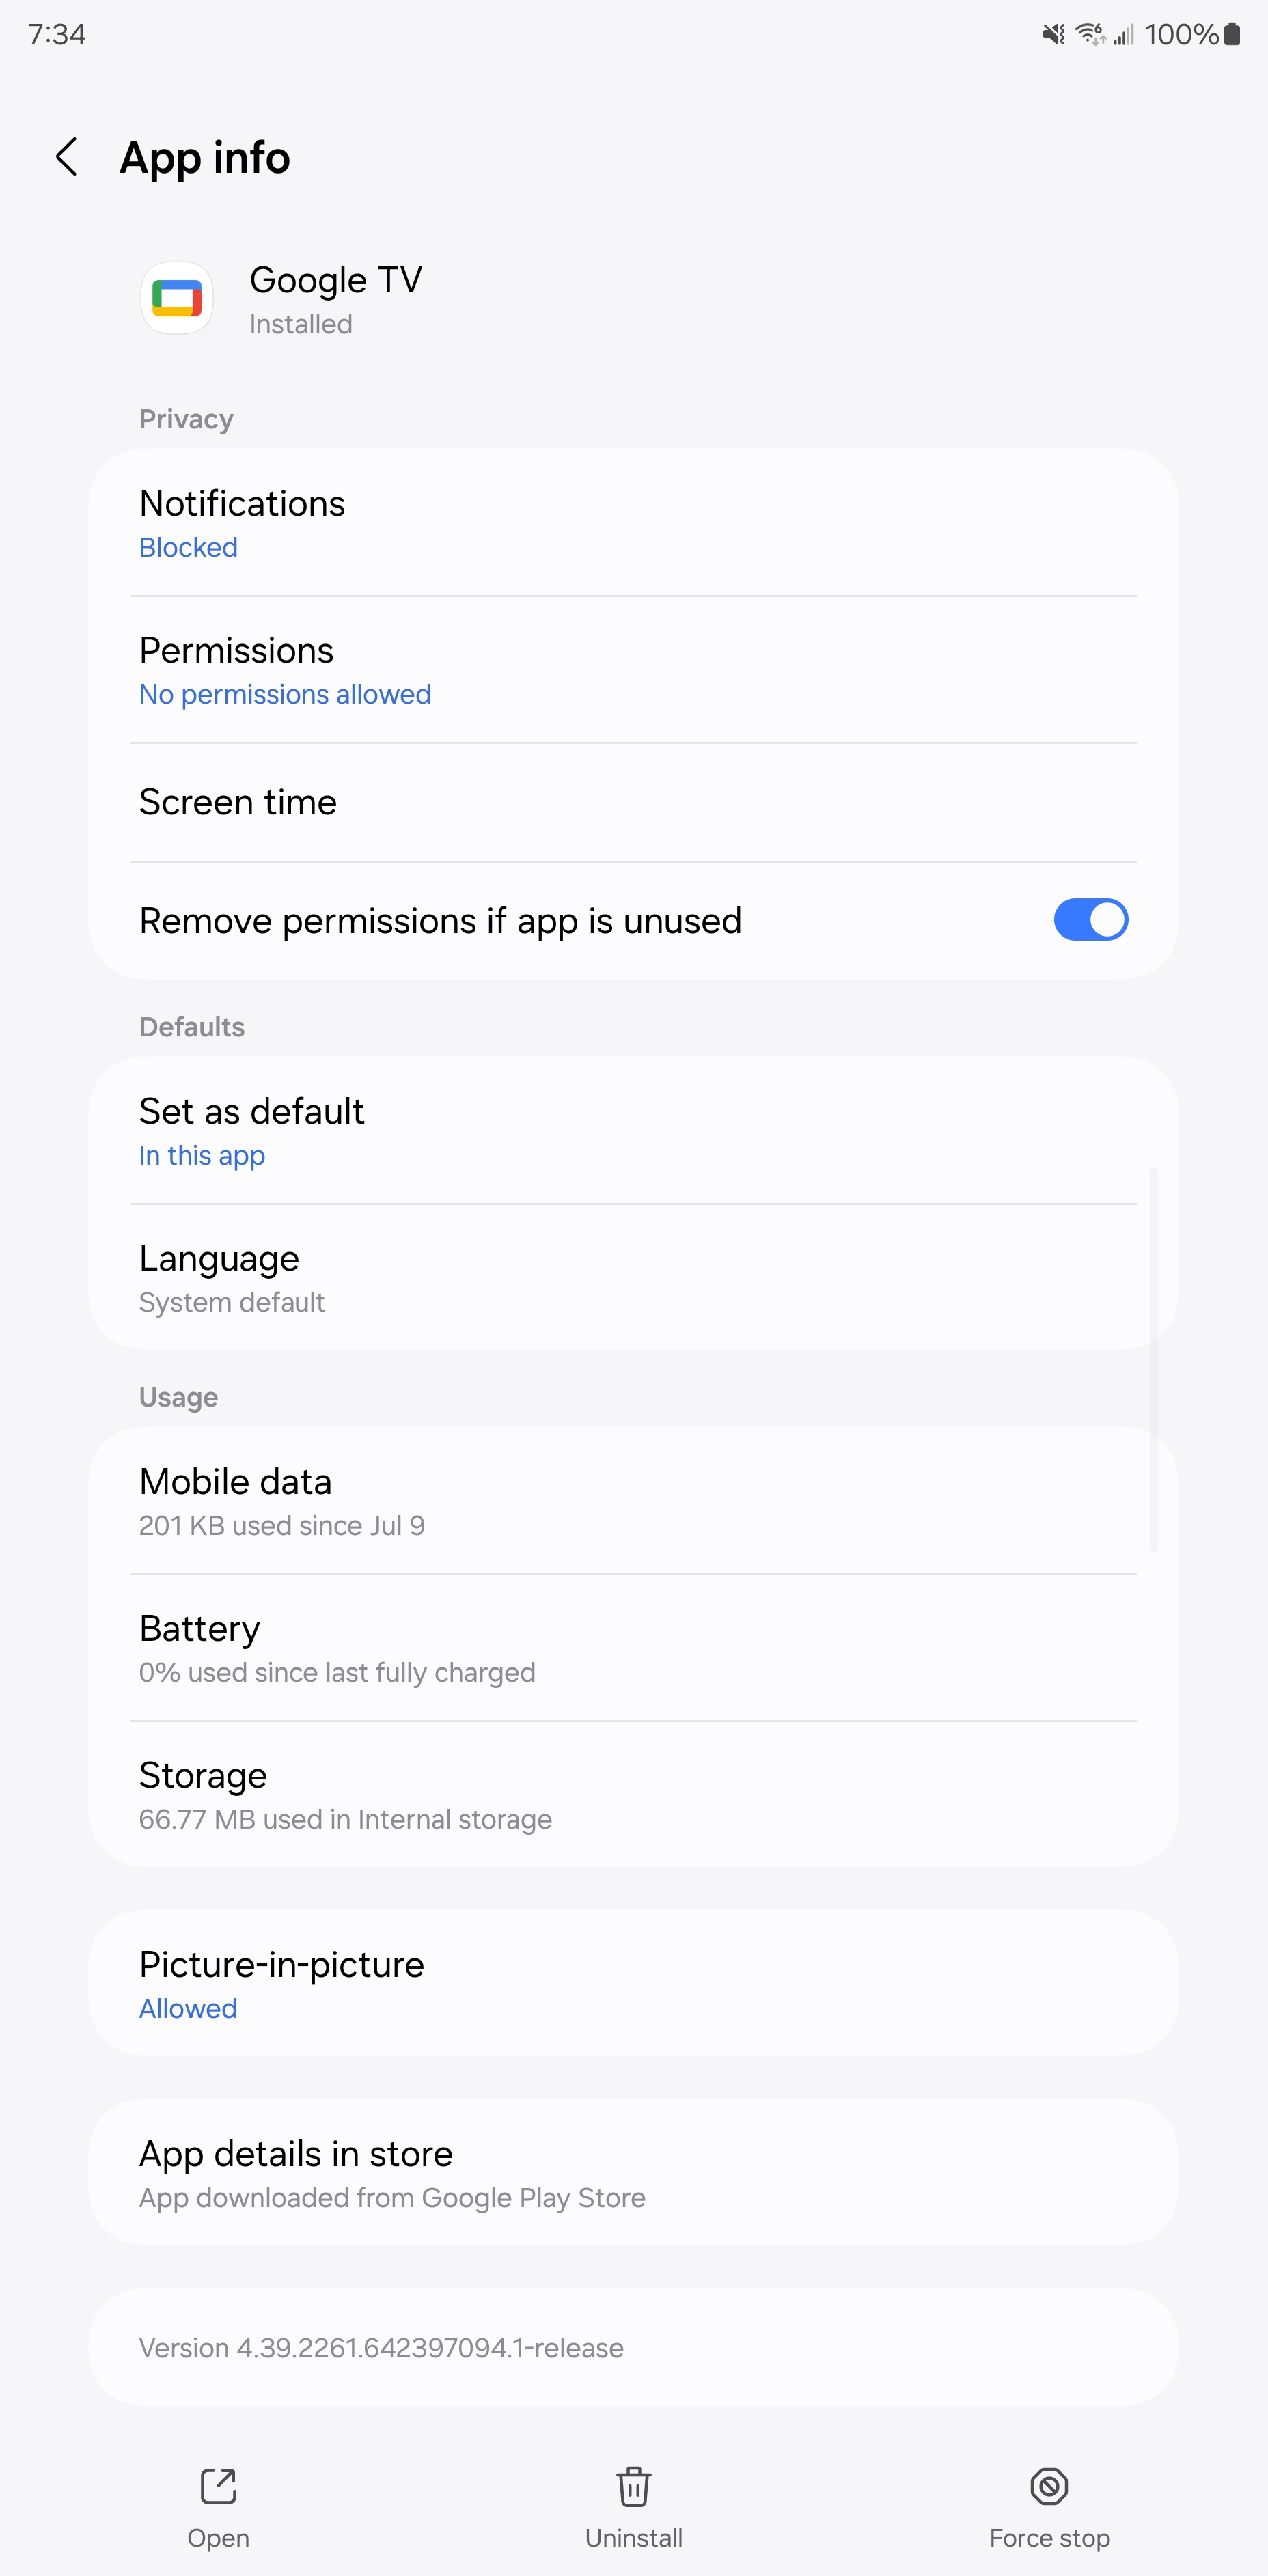 7:34
6 100%
App info
Google TV
Installed
Privacy
Notifications
Blocked
Permissions
No permissions allowed
Screen time
Remove permissions if app is unused
Defaults
Set as default
In this app
Language
System default
Usage
Mobile data
201 KB used since Jul 9
Battery
0% used since last fully charged
Storage
66.77 MB used in Internal storage
Picture-in-picture
Allowed
App details in store
App downloaded from Google Play Store
Version 4.39.2261.642397094.1-release
Open Uninstall Force stop